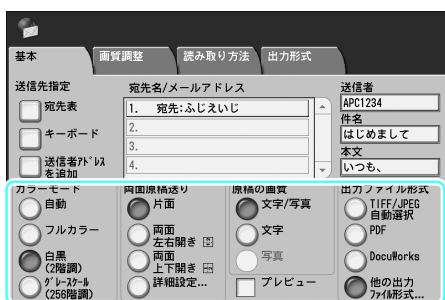 基本
画質調整
読み取り方法
出力形式
送信先指定
宛先表
キーボード
送信者ｱﾄﾞﾚｽ
を追加
宛先名/メールアドレス
1. 宛先:ふじえいじ
2.
3.
4.
送信者
APC1234
件名
はじめまして
本文
いつも、
カラーモード
自動
フルカラー
白黒
(2階調)
ｸﾞﾚｰｽｹｰﾙ
(256階調)
両面原稿送り
片面
両面
左右開き
両面
上下開き
詳細設定...
原稿の画質
文字/写真
文字
写真
プレビュー
出力ファイル形式
TIFF/JPEG
自動選択
PDF
DocuWorks
他の出力
ﾌｧｲﾙ形式...